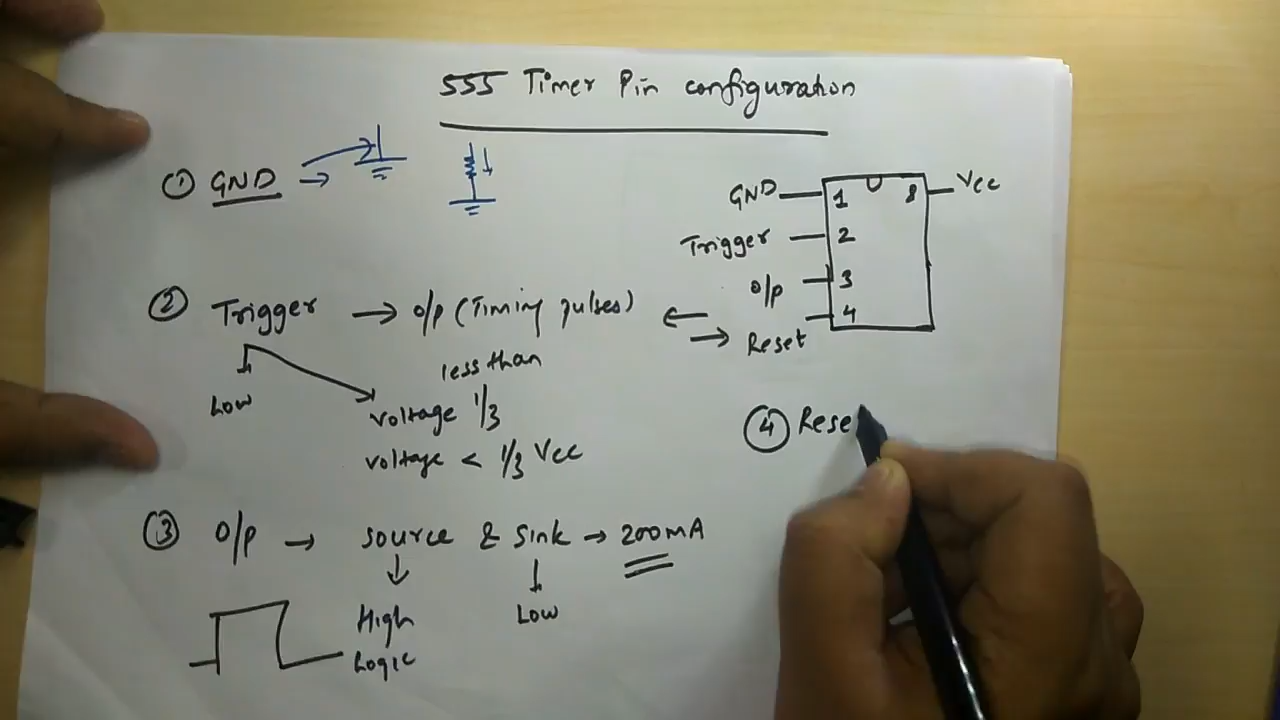 555 Timer Pin configuration
① GND →
GND 1 8 Vcc
Trigger 2
o/p 3
Reset 4
② Trigger → o/p (Timing pulses)
less than
Low
voltage 1/3
voltage < 1/3 Vcc
③ O/p → source & sink → 200mA
High
Logic
Low
④ Rese